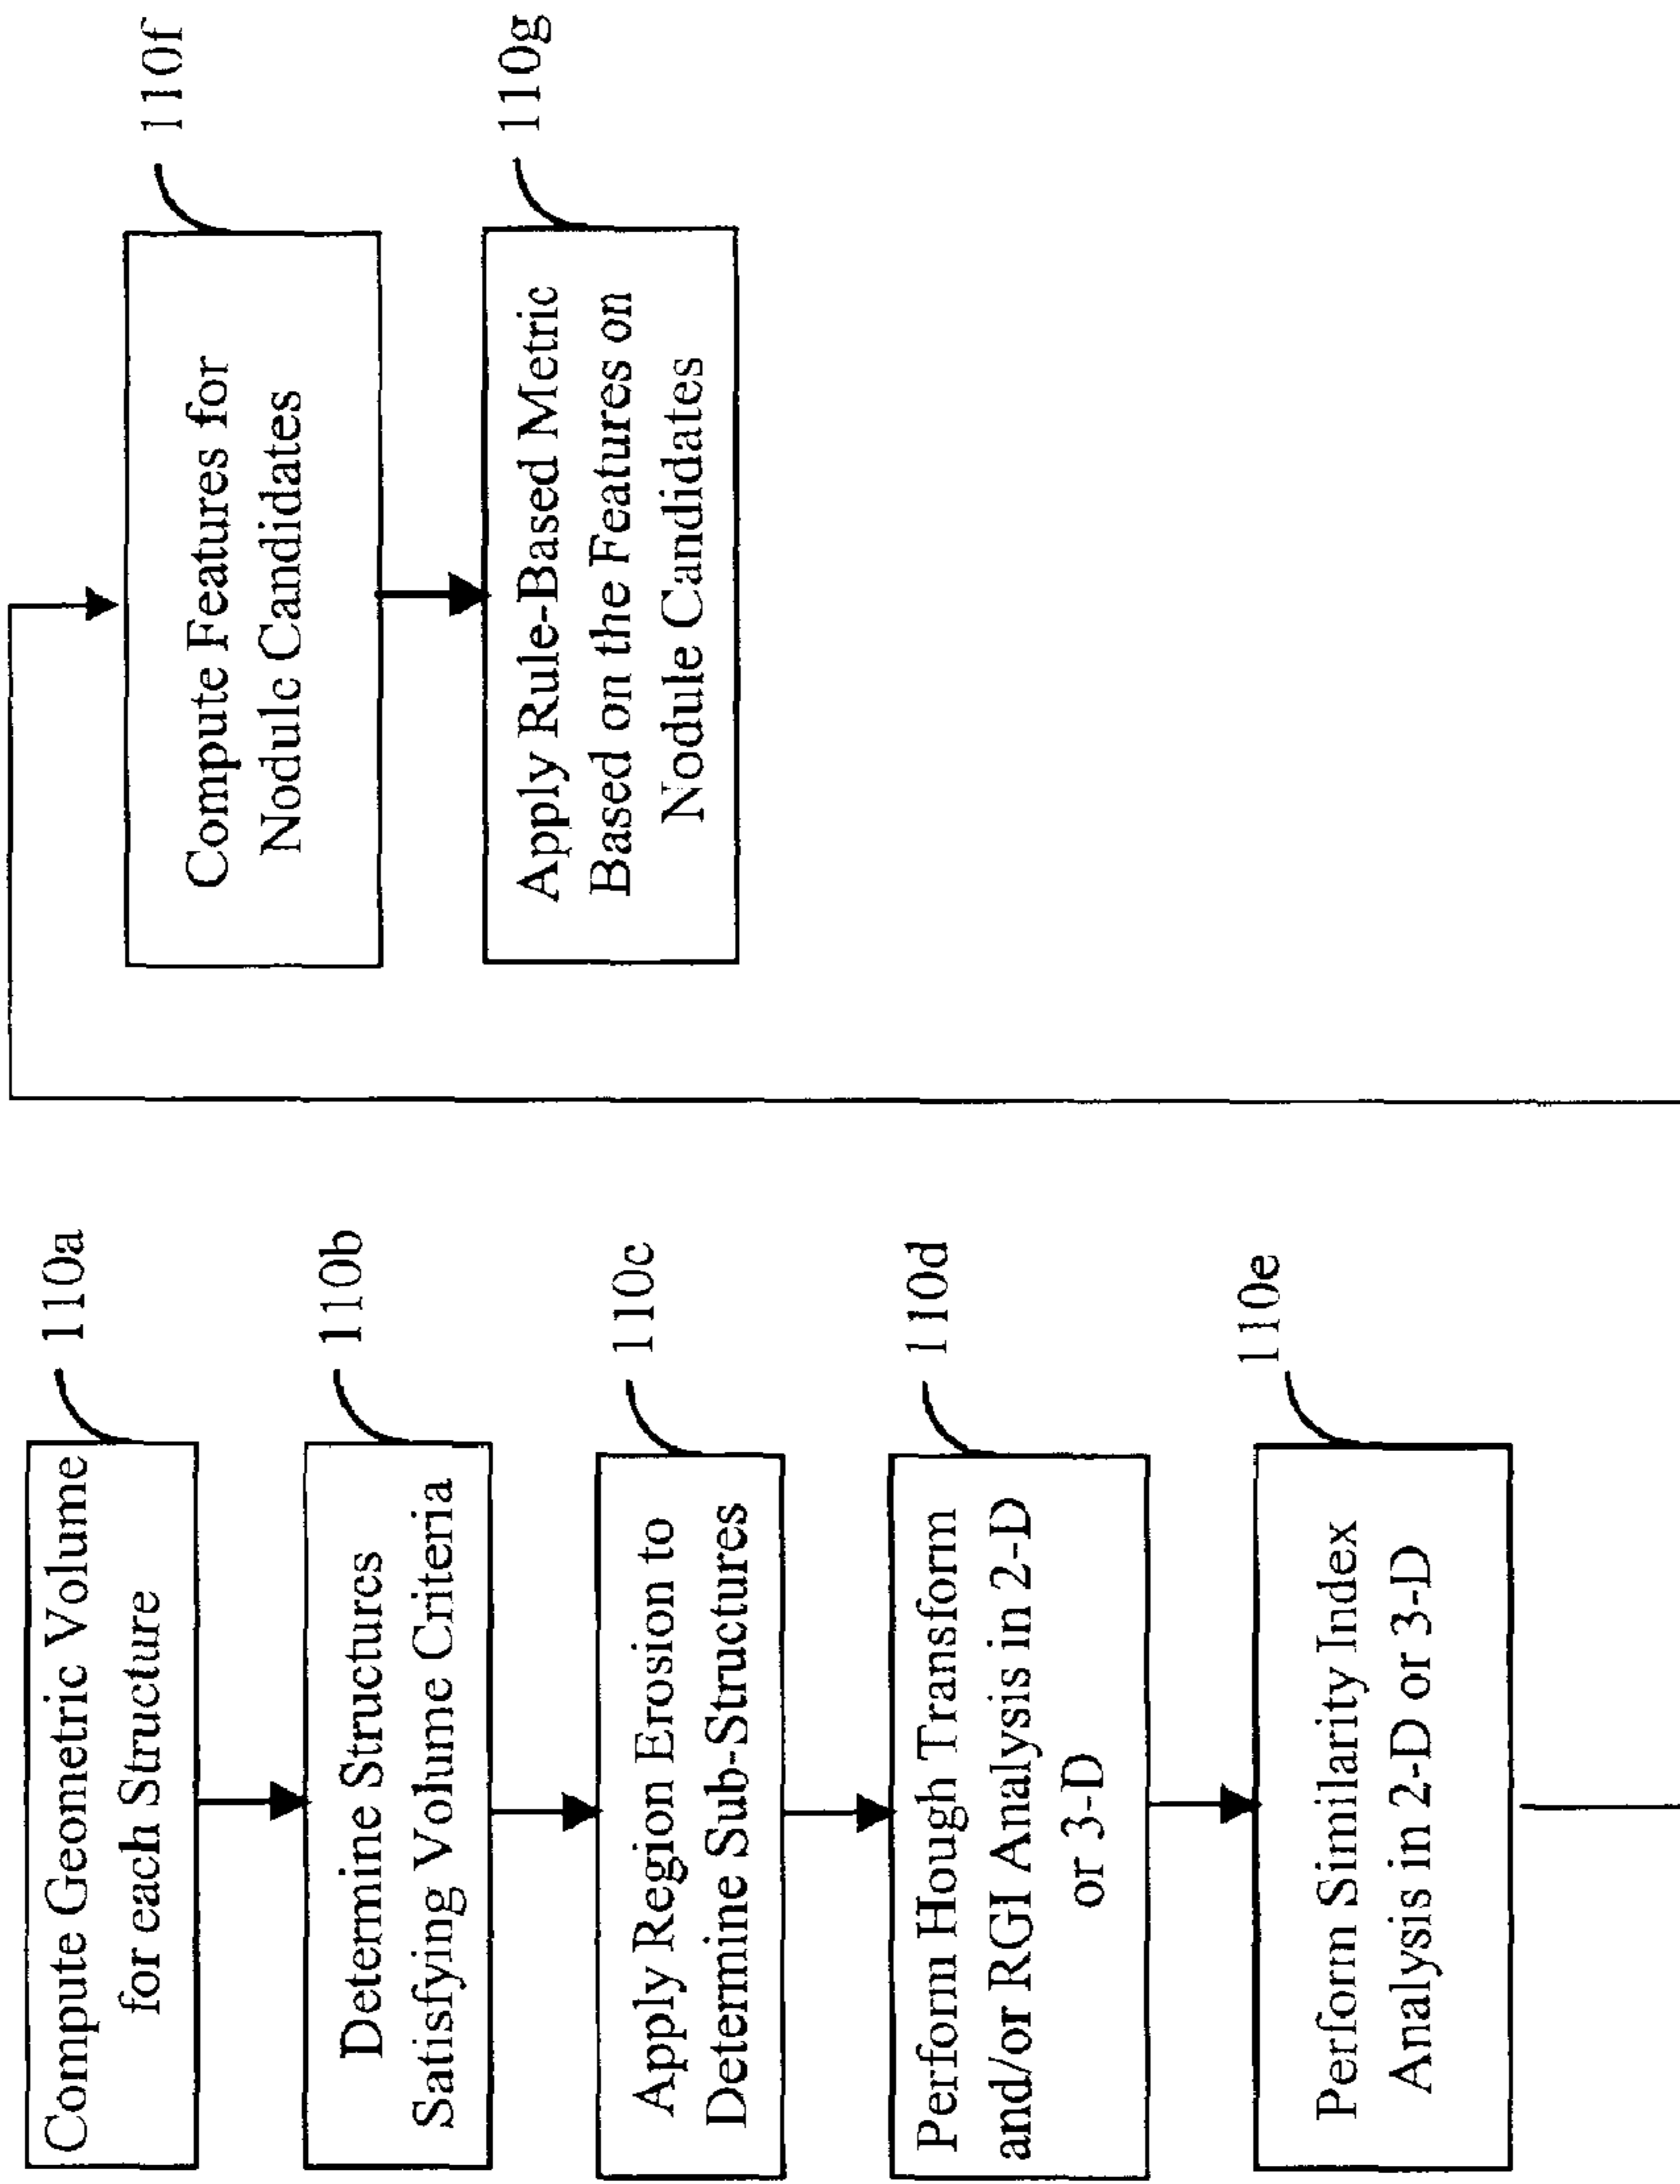 Compute Geometric Volume
for each Structure
110a
Determine Structures
Satisfying Volume Criteria
110b
Apply Region Erosion to
Determine Sub-Structures
110c
Perform Hough Transform
and/or RGI Analysis in 2-D
or 3-D
110d
Perform Similarity Index
Analysis in 2-D or 3-D
110e
Compute Features for
Nodule Candidates
110f
Apply Rule-Based Metric
Based on the Features on
Nodule Candidates
110g